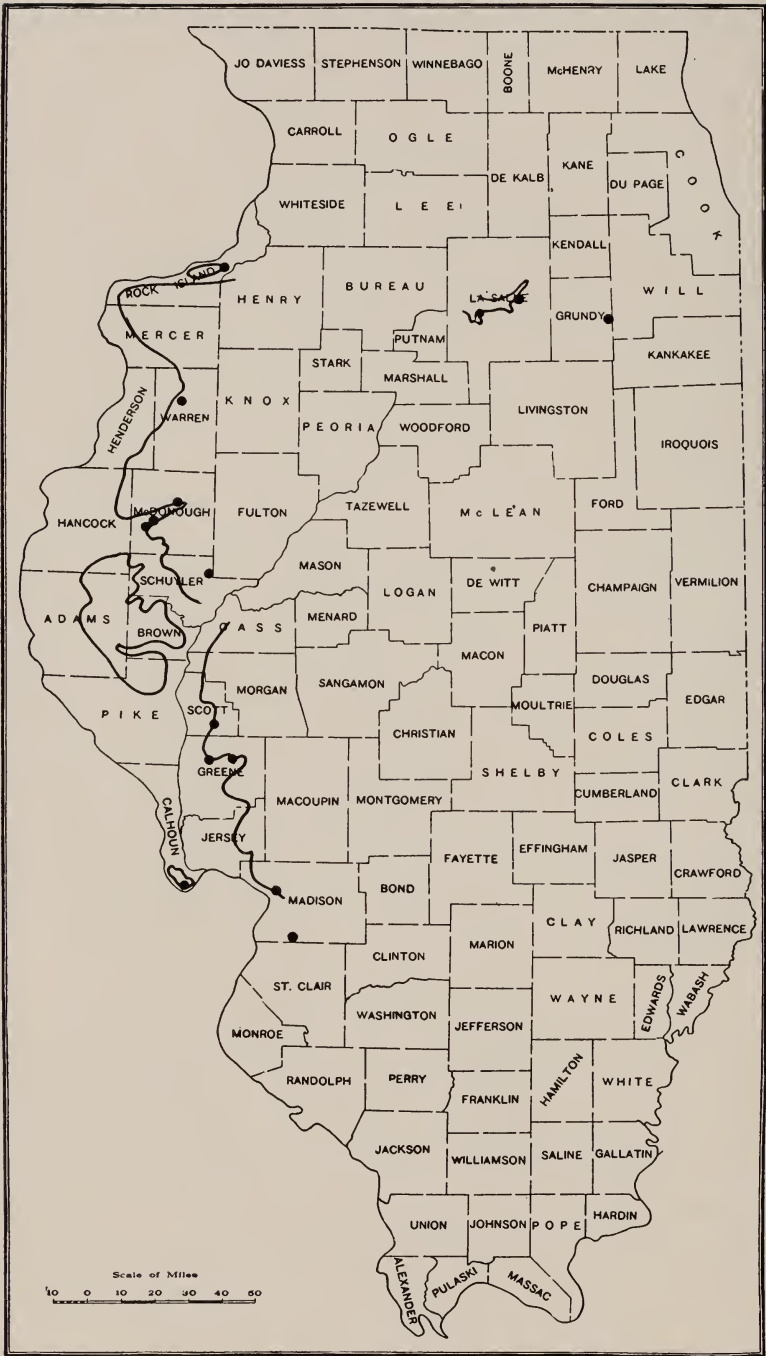 JO DAVIESS STEPHENSON WINNEBAGO BOONE McHENRY LAKE
CARROLL OGLE DE KALB KANE DU PAGE COOK
WHITESIDE LEE
KENDALL
ROCK ISLAND HENRY BUREAU LA SALLE GRUNDY WILL
MERCER PUTNAM KANKAKEE
STARK MARSHALL
HENDERSON WARREN KNOX PEORIA WOODFORD LIVINGSTON IROQUOIS
HANCOCK McDONOUGH FULTON TAZEWELL McLEAN FORD
MASON
ADAMS SCHUYLER LOGAN DE WITT CHAMPAIGN VERMILION
BROWN CASS MENARD MACON PIATT
PIKE SCOTT MORGAN SANGAMON CHRISTIAN MOULTRIE DOUGLAS EDGAR
COLES
GREENE SHELBY
CALHOUN MACOUPIN MONTGOMERY CUMBERLAND CLARK
JERSEY FAYETTE EFFINGHAM JASPER CRAWFORD
MADISON BOND
CLAY RICHLAND LAWRENCE
CLINTON MARION
ST. CLAIR WAYNE EDWARDS WABASH
MONROE WASHINGTON JEFFERSON
RANDOLPH PERRY FRANKLIN HAMILTON WHITE
JACKSON WILLIAMSON SALINE GALLATIN
UNION JOHNSON POPE HARDIN
ALEXANDER PULASKI MASSAC
Scale of Miles
10 0 10 20 30 40 50